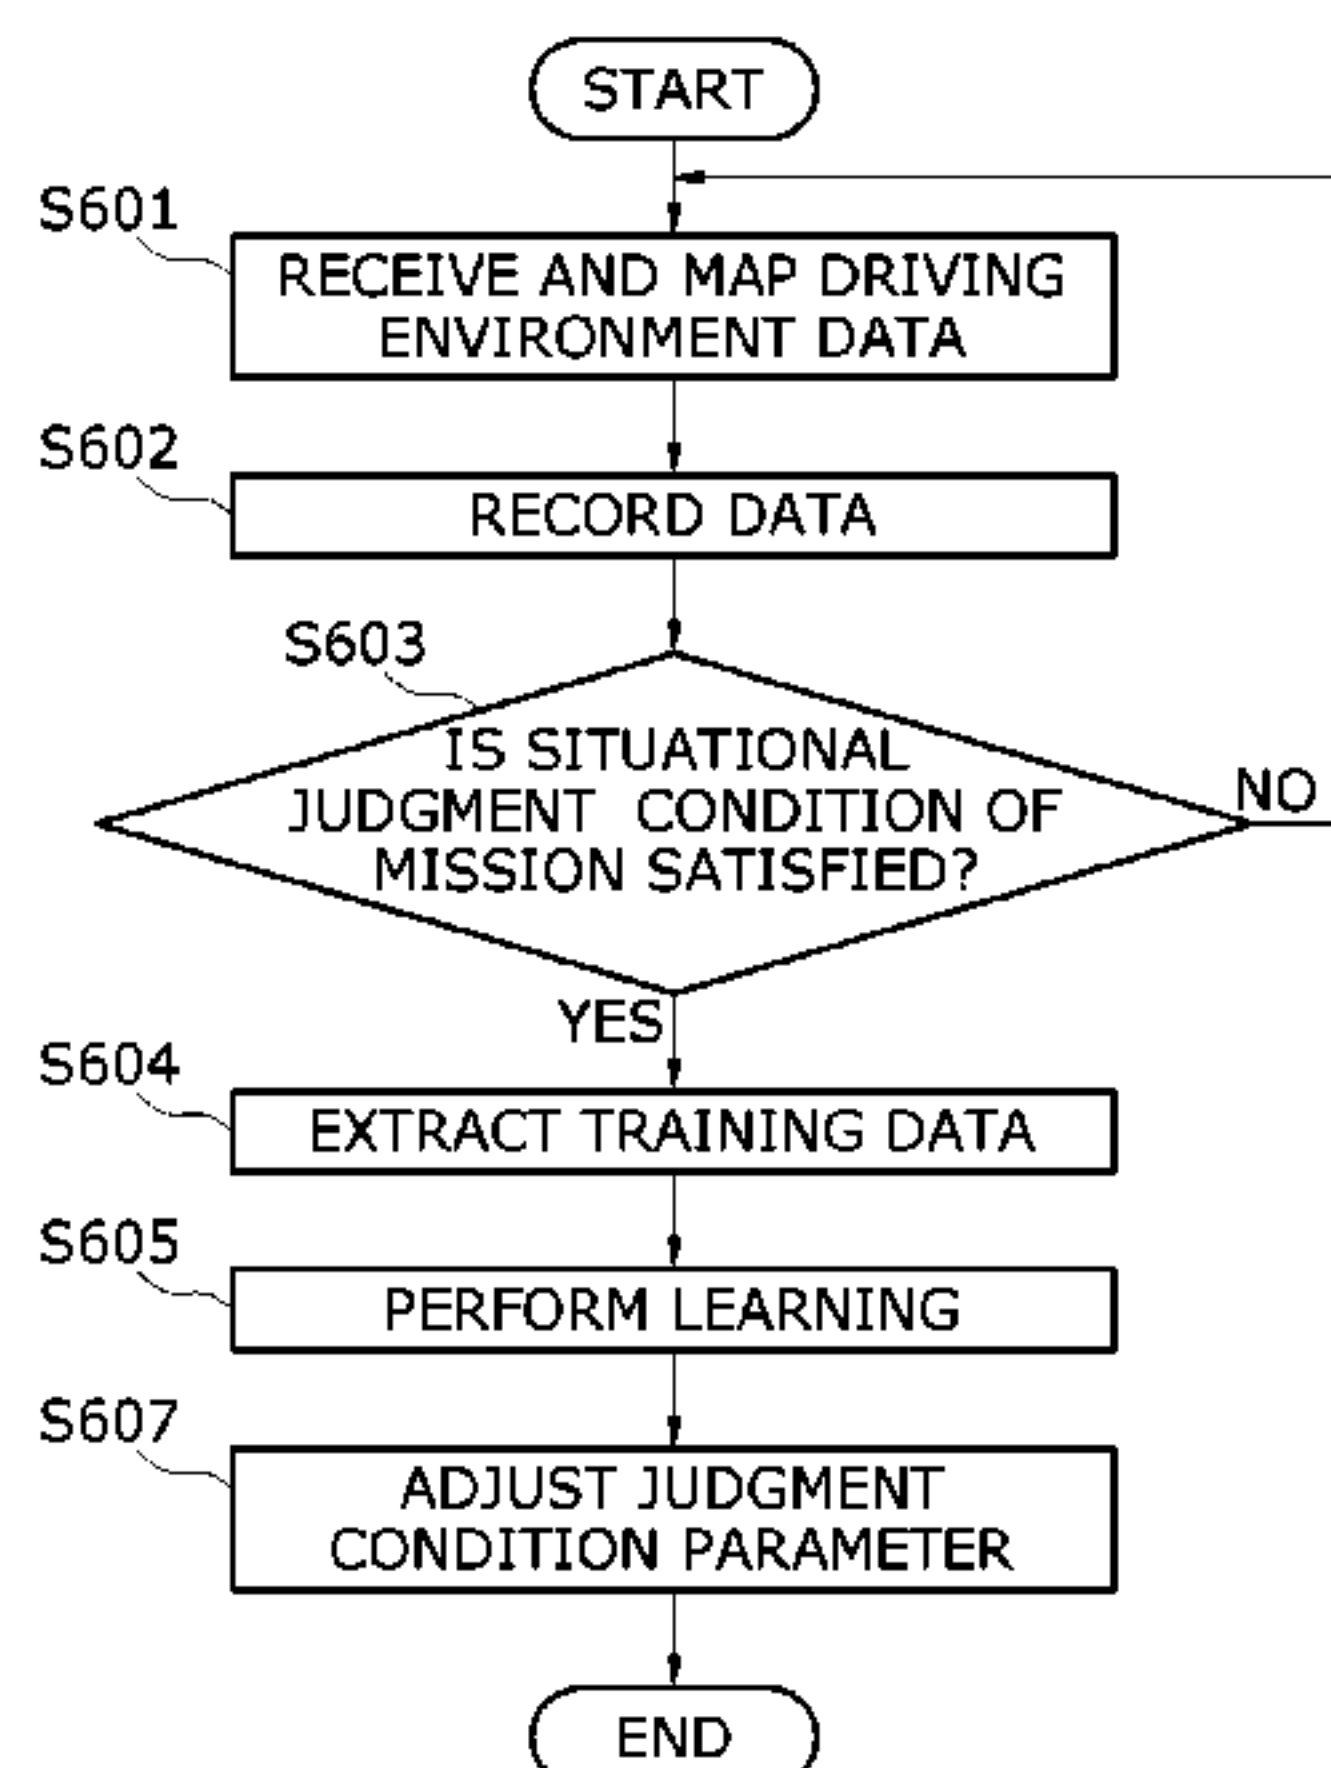 START
S601
RECEIVE AND MAP DRIVING
ENVIRONMENT DATA
S602
RECORD DATA
S603
IS SITUATIONAL
JUDGMENT CONDITION OF
MISSION SATISFIED?
NO
YES
S604
EXTRACT TRAINING DATA
S605
PERFORM LEARNING
S607
ADJUST JUDGMENT
CONDITION PARAMETER
END